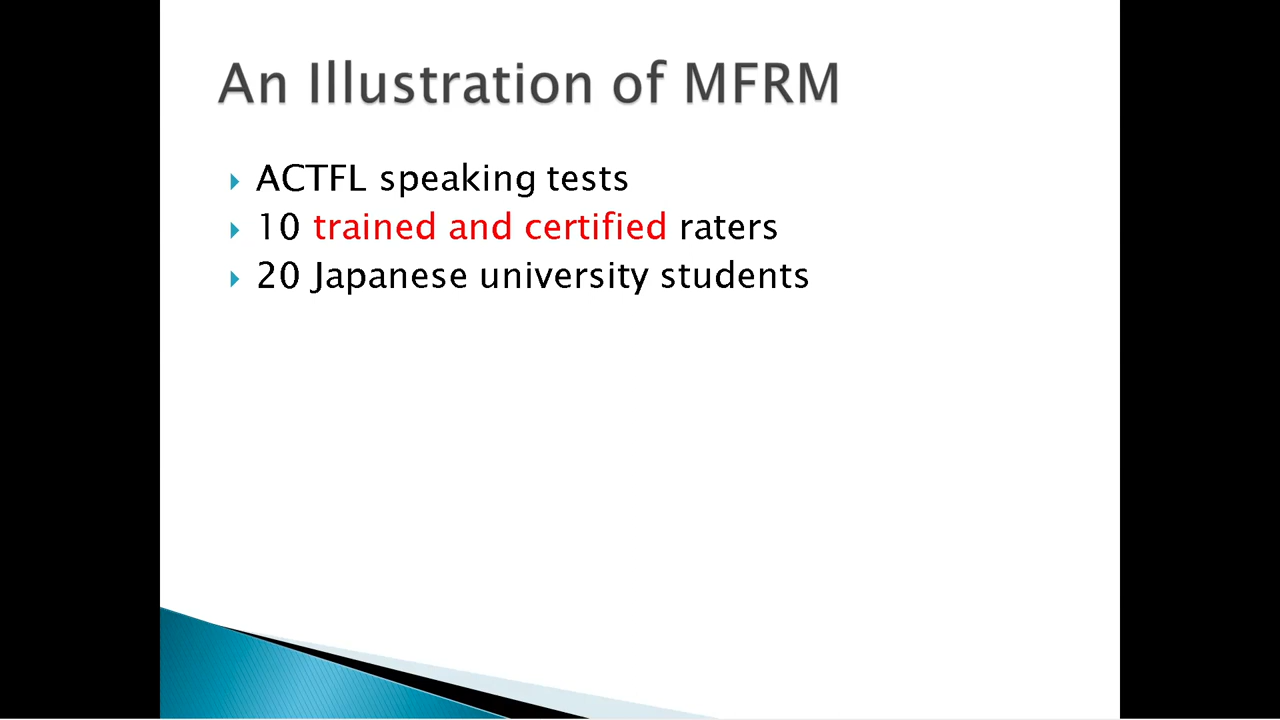 An Illustration of MFRM
ACTFL speaking tests
10 trained and certified raters
20 Japanese university students